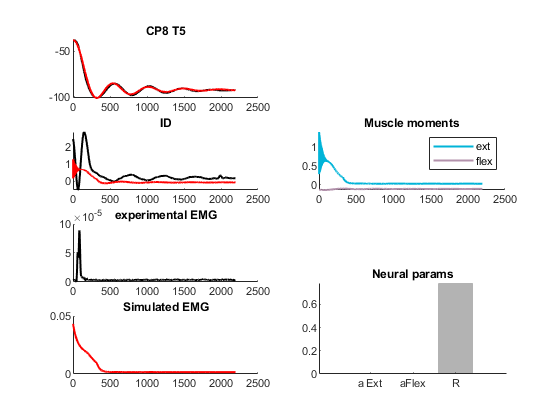 CP8 T5
-50
-100
0 500 1000 1500 2000 2500
ID
2
1
0
0 500 1000 1500 2000 2500
Muscle moments
1
0.5
0
ext
flex
0 500 1000 1500 2000 2500
experimental EMG
×10^-5
10
5
0
0 500 1000 1500 2000 2500
Simulated EMG
0.05
0
0 500 1000 1500 2000 2500
Neural params
0.6
0.4
0.2
0
a Ext aFlex R